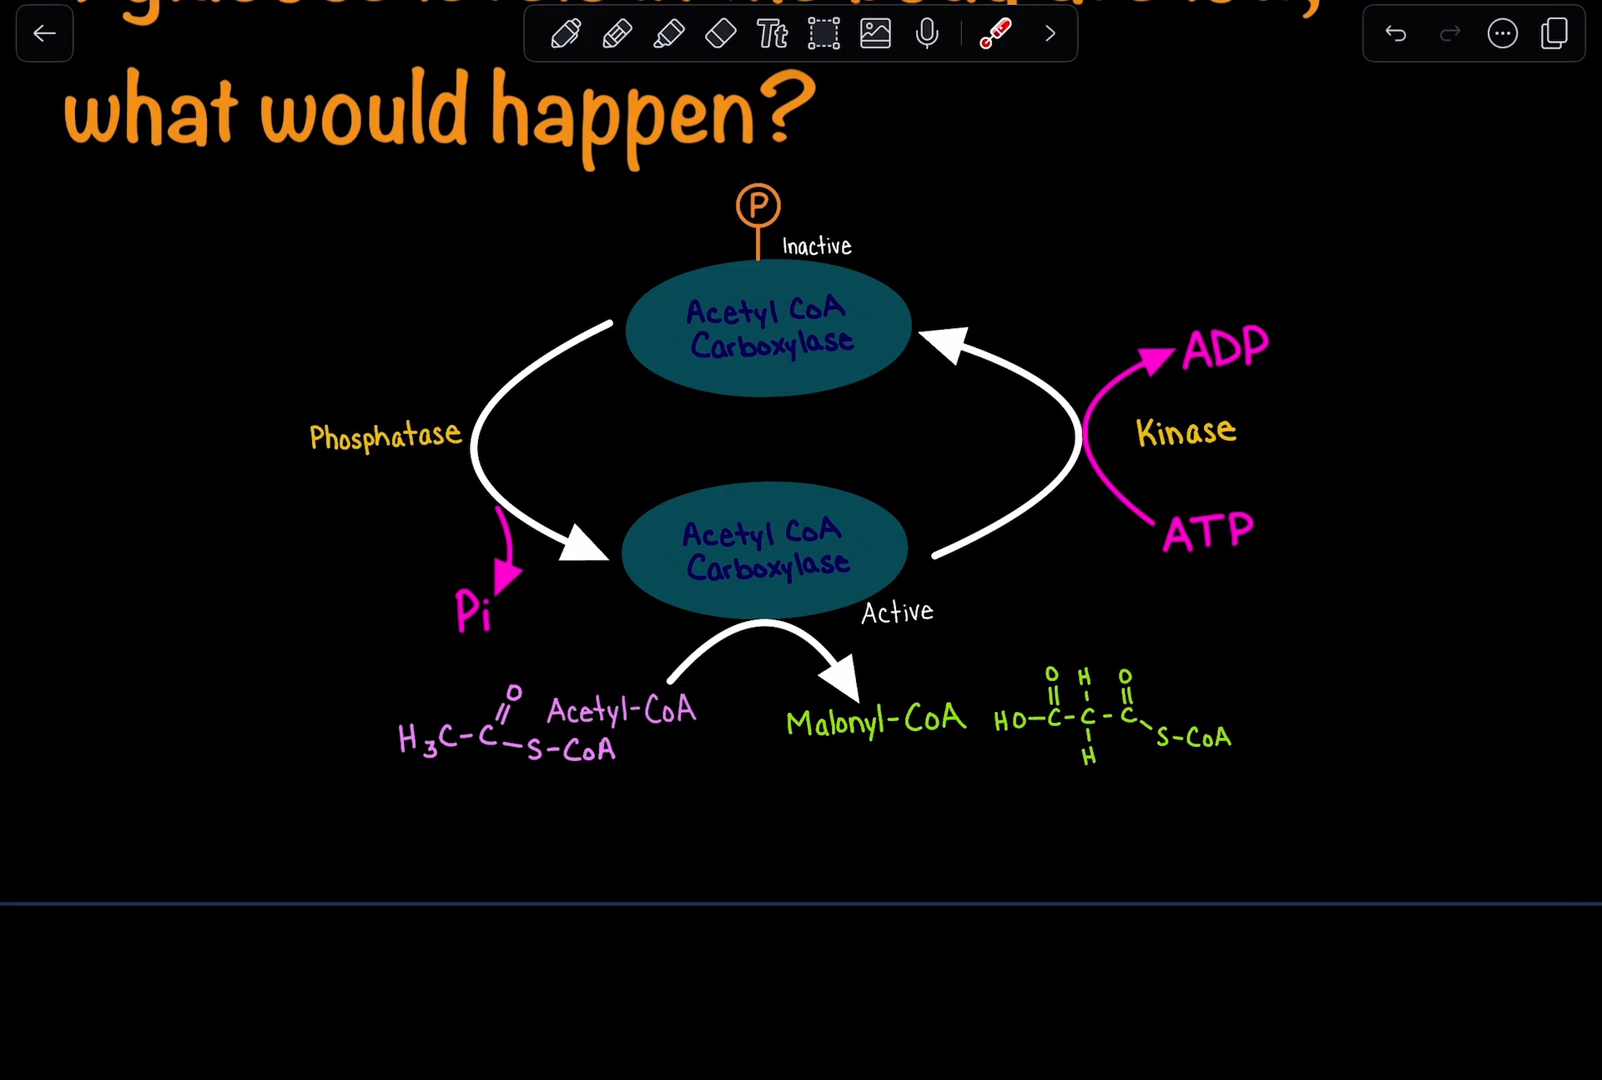 what would happen?
P
Inactive
Acetyl CoA
Carboxylase
ADP
Phosphatase
Kinase
ATP
Acetyl CoA
Carboxylase
Pi
Active
Acetyl-CoA
H3C-C
O
S-CoA
Malonyl-CoA
O H O
HO-C-C-C
H
S-CoA
Tt